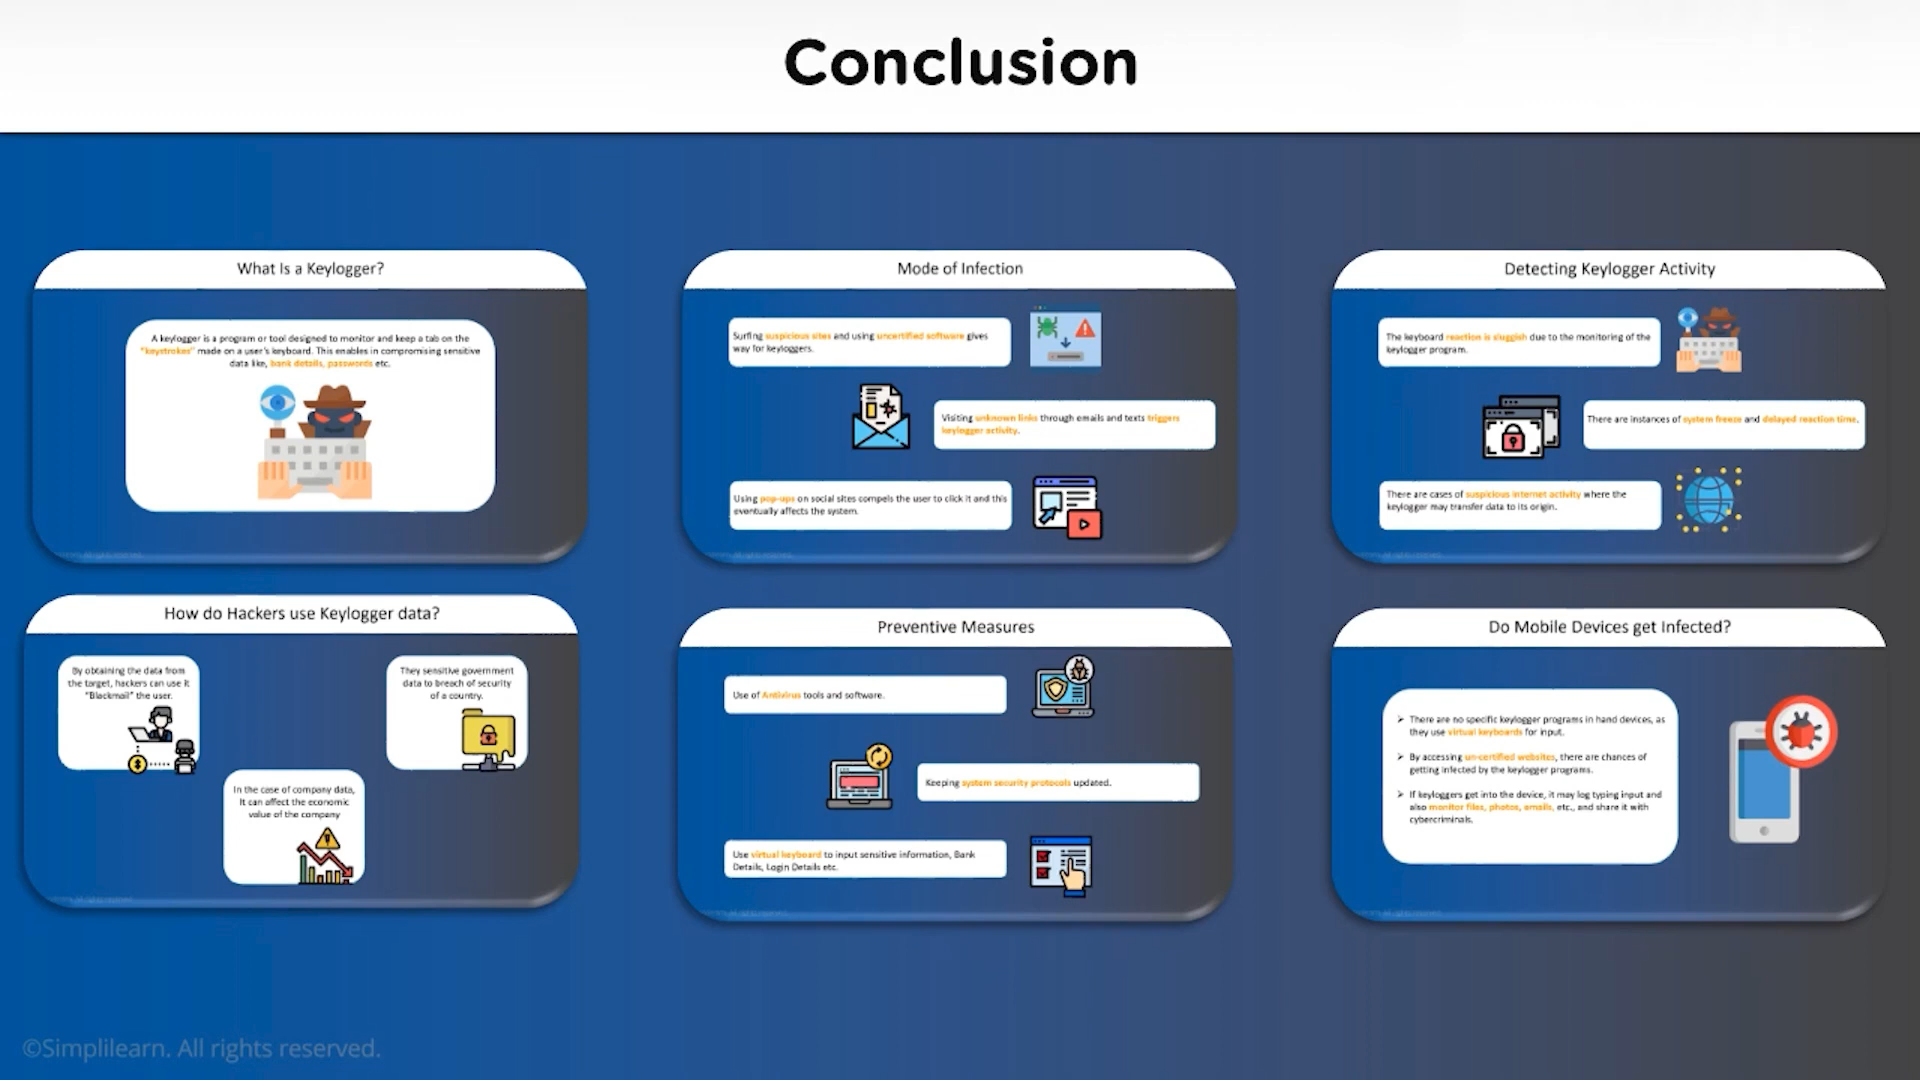 Conclusion
What Is a Keylogger?
A keylogger is a program or tool designed to monitor and keep a tab on the
"keystrokes" made on a user's keyboard. This enables in compromising sensitive
data like, bank details, passwords etc.
Mode of Infection
Surfing suspicious sites and using uncertified software gives
way for keyloggers.
Visiting unknown links through emails and texts triggers
keylogger activity.
Using pop-ups on social sites compels the user to click it and this
eventually affects the system.
Detecting Keylogger Activity
The keyboard reaction is sluggish due to the monitoring of the
keylogger program.
There are instances of system freeze and delayed reaction time.
There are cases of suspicious internet activity where the
keylogger may transfer data to its origin.
How do Hackers use Keylogger data?
By obtaining the data from
the target, hackers can use it
"Blackmail" the user.
They sensitive government
data to breach of security
of a country.
In the case of company data,
It can affect the economic
value of the company
Preventive Measures
Use of Antivirus tools and software.
Keeping system security protocols updated.
Use virtual keyboard to input sensitive information, Bank
Details, Login Details etc.
Do Mobile Devices get Infected?
➢ There are no specific keylogger programs in hand devices, as
they use virtual keyboards for input.
➢ By accessing un-certified websites, there are chances of
getting infected by the keylogger programs.
➢ If keyloggers get into the device, it may log typing input and
also monitor files, photos, emails, etc., and share it with
cybercriminals.
©Simplilearn. All rights reserved.